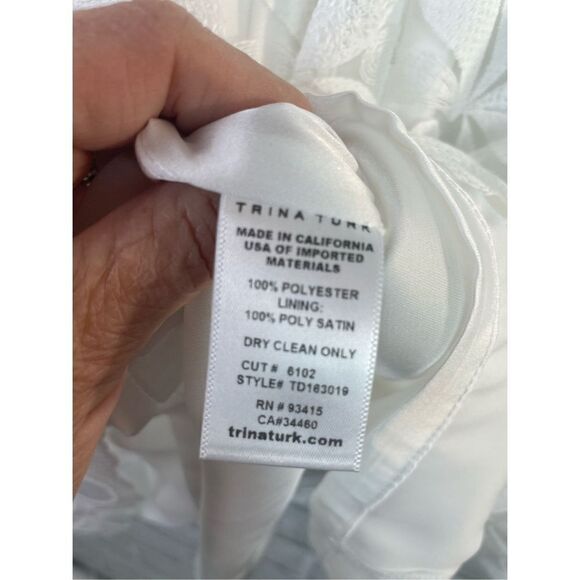 TRINA TURK
MADE IN CALIFORNIA
USA OF IMPORTED
MATERIALS
100% POLYESTER
LINING:
100% POLY SATIN
DRY CLEAN ONLY
CUT# 6102
STYLE# TD163019
RN # 93415
CA#34460
trinaturk.com